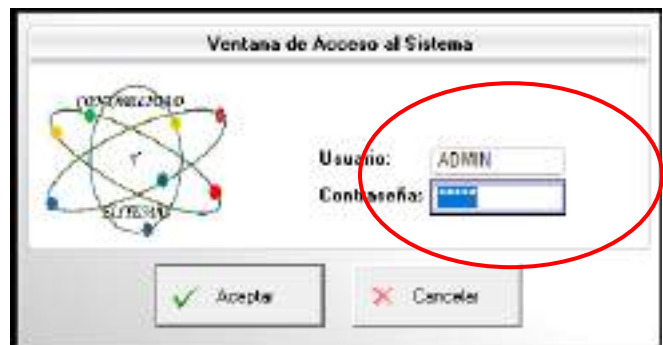 Ventana de Acceso al Sistema
Usuario: ADMIN
Contraseña: *****
Aceptar
Cancelar